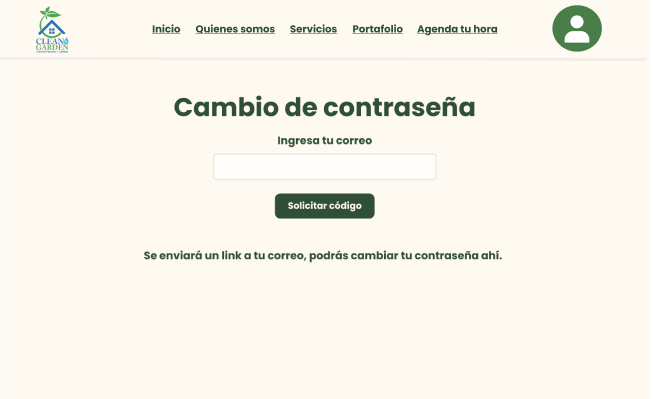 Inicio Quienes somos Servicios Portafolio Agenda tu hora
CLEAN
GARDEN
Cambio de contraseña
Ingresa tu correo
Solicitar código
Se enviará un link a tu correo, podrás cambiar tu contraseña ahí.